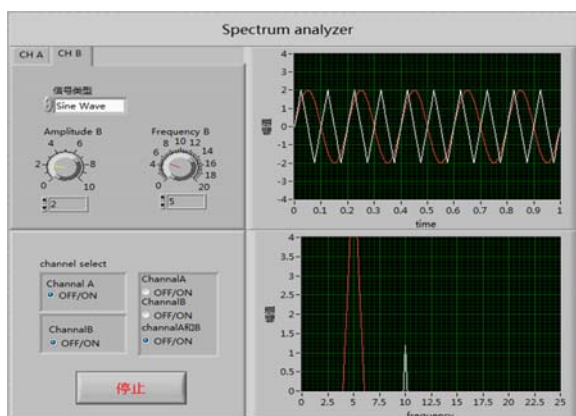 Spectrum analyzer
CH A CH B
信号类型
Sine Wave
Amplitude B
4 6
2 8
0 10
2
Frequency B
8 10 12
6 14
4 16
2 18
0 20
5
幅值
4
3
2
1
0
-1
-2
-3
-4
0 0.1 0.2 0.3 0.4 0.5 0.6 0.7 0.8 0.9 1
time
channel select
Channel A
OFF/ON
ChannelB
OFF/ON
ChannelA
OFF/ON
ChannelB
OFF/ON
channelA和B
OFF/ON
停止
幅值
4
3.5
3
2.5
2
1.5
1
0.5
0
0 2.5 5 7.5 10 12.5 15 17.5 20 22.5 25
frequency